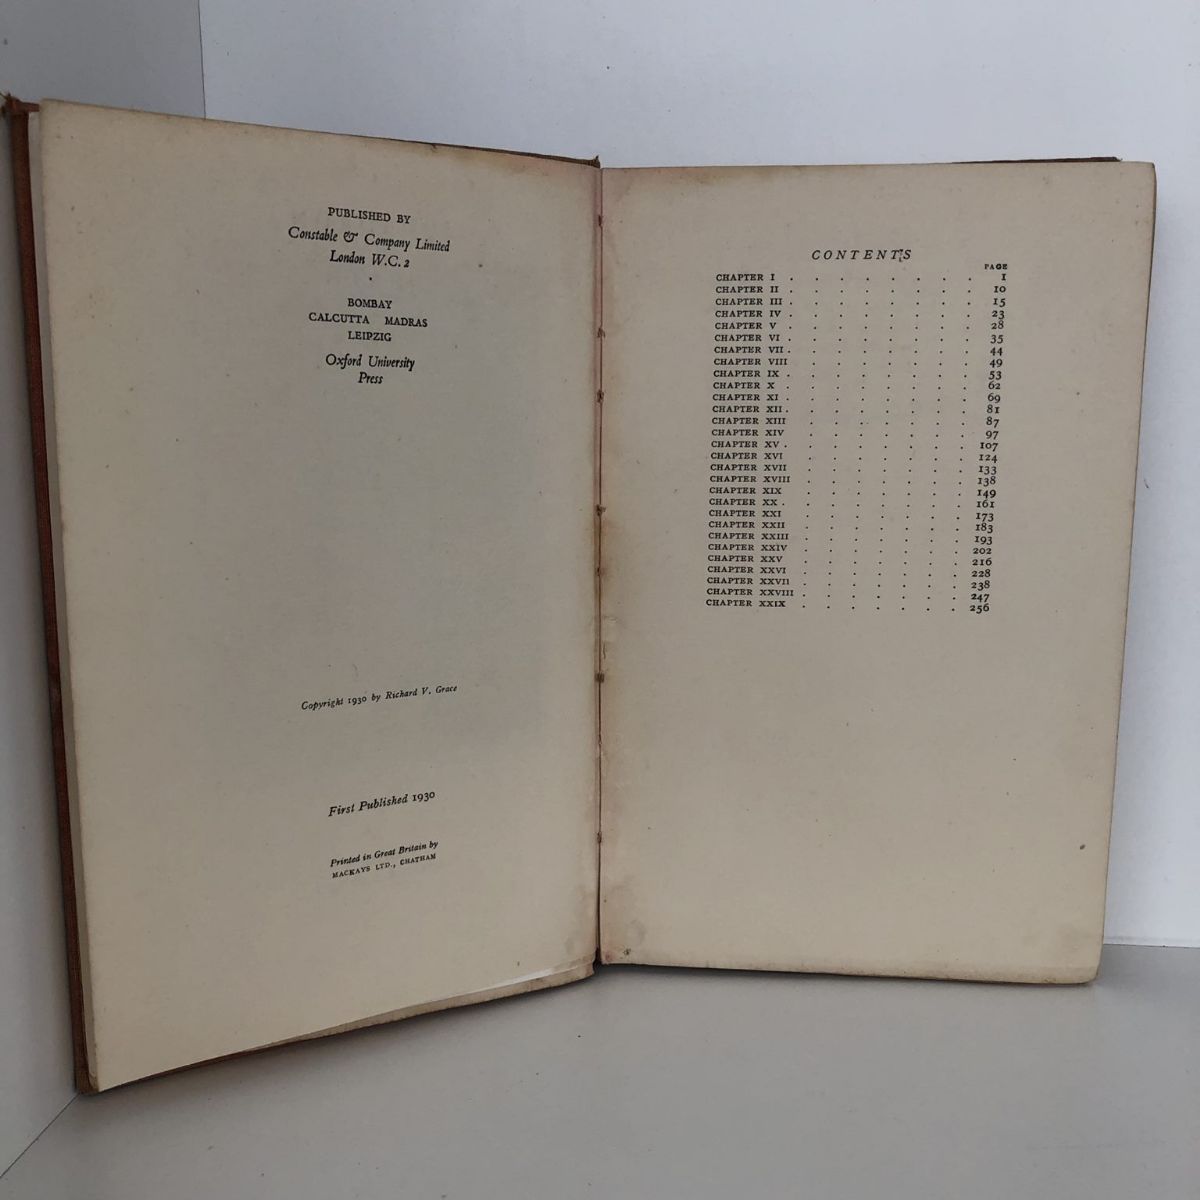 PUBLISHED BY
Constable & Company Limited
London W.C. 2
BOMBAY
CALCUTTA MADRAS
LEIPZIG
Oxford University
Press
Copyright 1930 by Richard V. Grace
First Published 1930
Printed in Great Britain by
MACKAYS LTD., CHATHAM
CONTENTS
PAGE
CHAPTER I . . . . . . . . 1
CHAPTER II . . . . . . . . 10
CHAPTER III . . . . . . . . 15
CHAPTER IV . . . . . . . . 23
CHAPTER V . . . . . . . . 28
CHAPTER VI . . . . . . . . 35
CHAPTER VII . . . . . . . . 44
CHAPTER VIII . . . . . . . 49
CHAPTER IX . . . . . . . . 53
CHAPTER X . . . . . . . . 62
CHAPTER XI . . . . . . . . 69
CHAPTER XII . . . . . . . . 81
CHAPTER XIII . . . . . . . 87
CHAPTER XIV . . . . . . . 97
CHAPTER XV . . . . . . . . 107
CHAPTER XVI . . . . . . . 124
CHAPTER XVII . . . . . . . 133
CHAPTER XVIII . . . . . . . 138
CHAPTER XIX . . . . . . . 149
CHAPTER XX . . . . . . . . 161
CHAPTER XXI . . . . . . . 173
CHAPTER XXII . . . . . . . 183
CHAPTER XXIII . . . . . . . 193
CHAPTER XXIV . . . . . . . 202
CHAPTER XXV . . . . . . . 216
CHAPTER XXVI . . . . . . . 228
CHAPTER XXVII . . . . . . . 238
CHAPTER XXVIII . . . . . . . 247
CHAPTER XXIX . . . . . . . 256